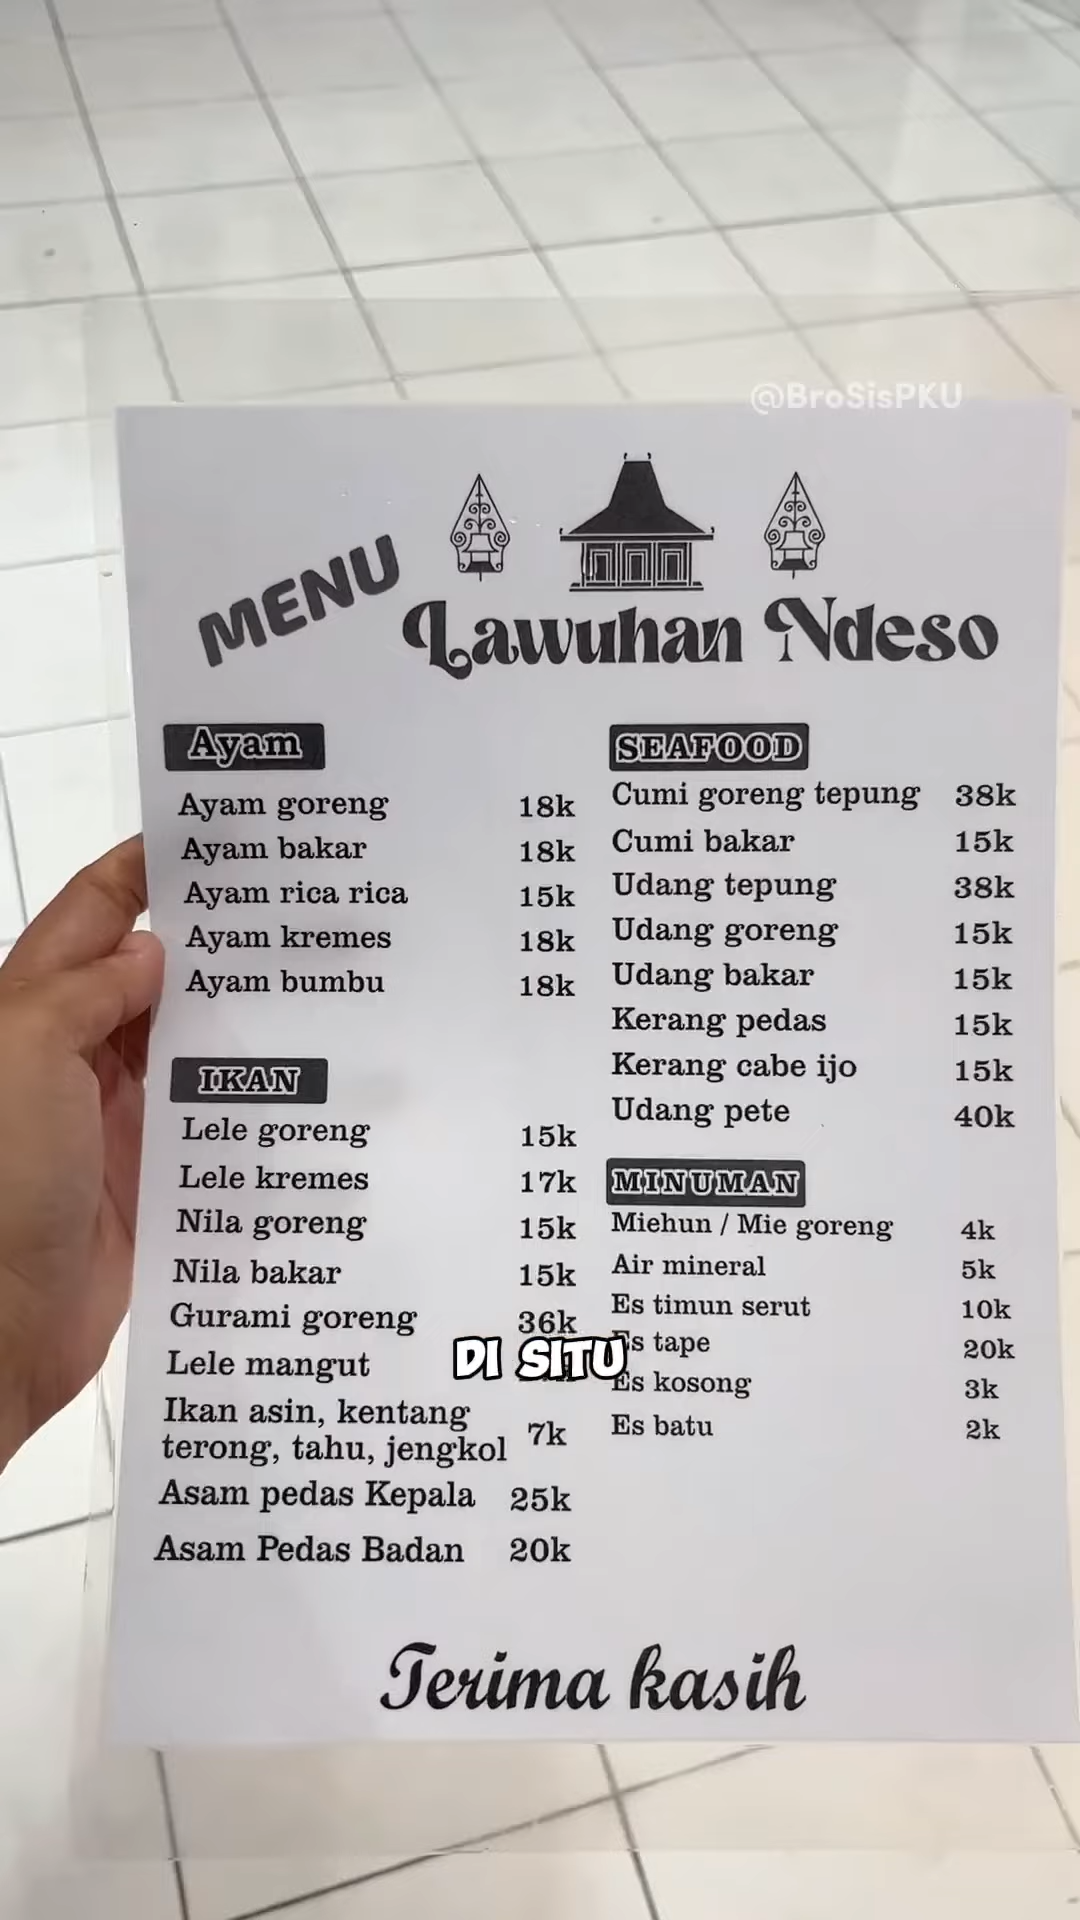 @BroSisPKU
MENU
Lawuhan Ndeso
Ayam
Ayam goreng 18k
Ayam bakar 18k
Ayam rica rica 15k
Ayam kremes 18k
Ayam bumbu 18k
IKAN
Lele goreng 15k
Lele kremes 17k
Nila goreng 15k
Nila bakar 15k
Gurami goreng 36k
Lele mangut
Ikan asin, kentang
terong, tahu, jengkol 7k
Asam pedas Kepala 25k
Asam Pedas Badan 20k
SEAFOOD
Cumi goreng tepung 38k
Cumi bakar 15k
Udang tepung 38k
Udang goreng 15k
Udang bakar 15k
Kerang pedas 15k
Kerang cabe ijo 15k
Udang pete 40k
MINUMAN
Miehun / Mie goreng 4k
Air mineral 5k
Es timun serut 10k
Es tape 20k
Es kosong 3k
Es batu 2k
DI SITU
Terima kasih